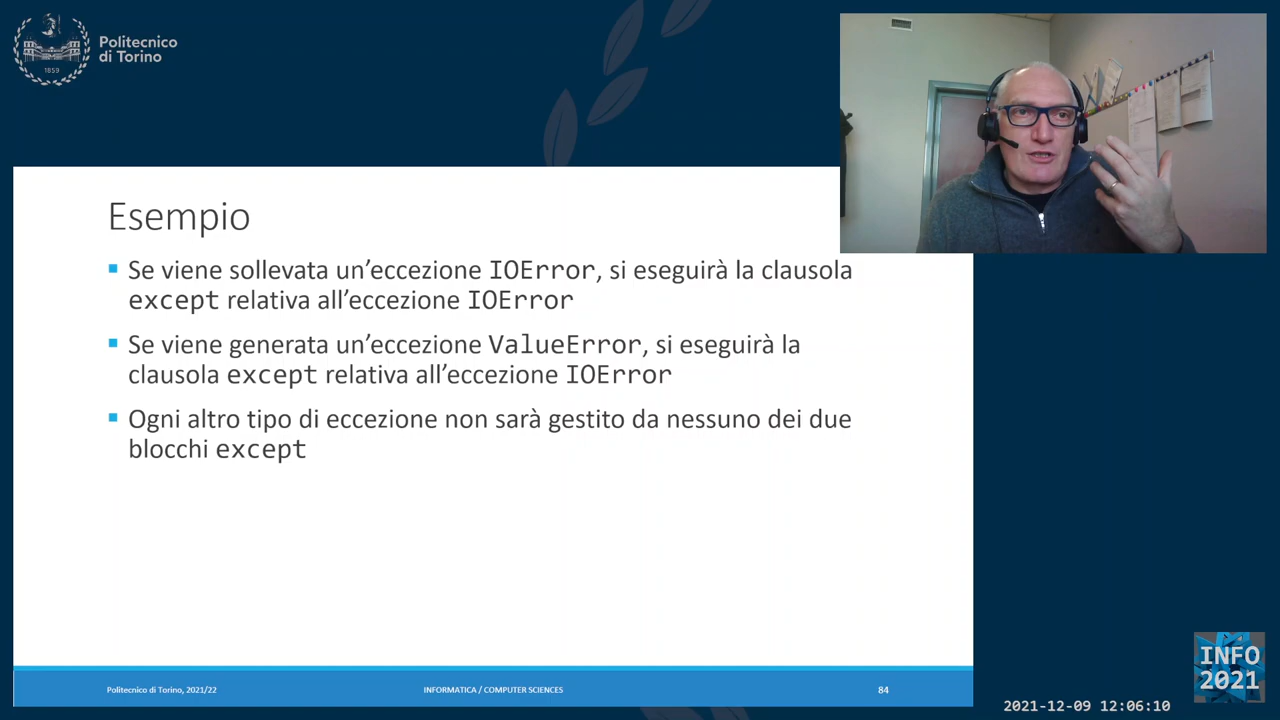 Politecnico
di Torino
1859
Esempio
Se viene sollevata un’eccezione IOError, si eseguirà la clausola
except relativa all’eccezione IOError
Se viene generata un’eccezione ValueError, si eseguirà la
clausola except relativa all’eccezione IOError
Ogni altro tipo di eccezione non sarà gestito da nessuno dei due
blocchi except
Politecnico di Torino, 2021/22
INFORMATICA / COMPUTER SCIENCES
84
INFO
2021
2021-12-09 12:06:10